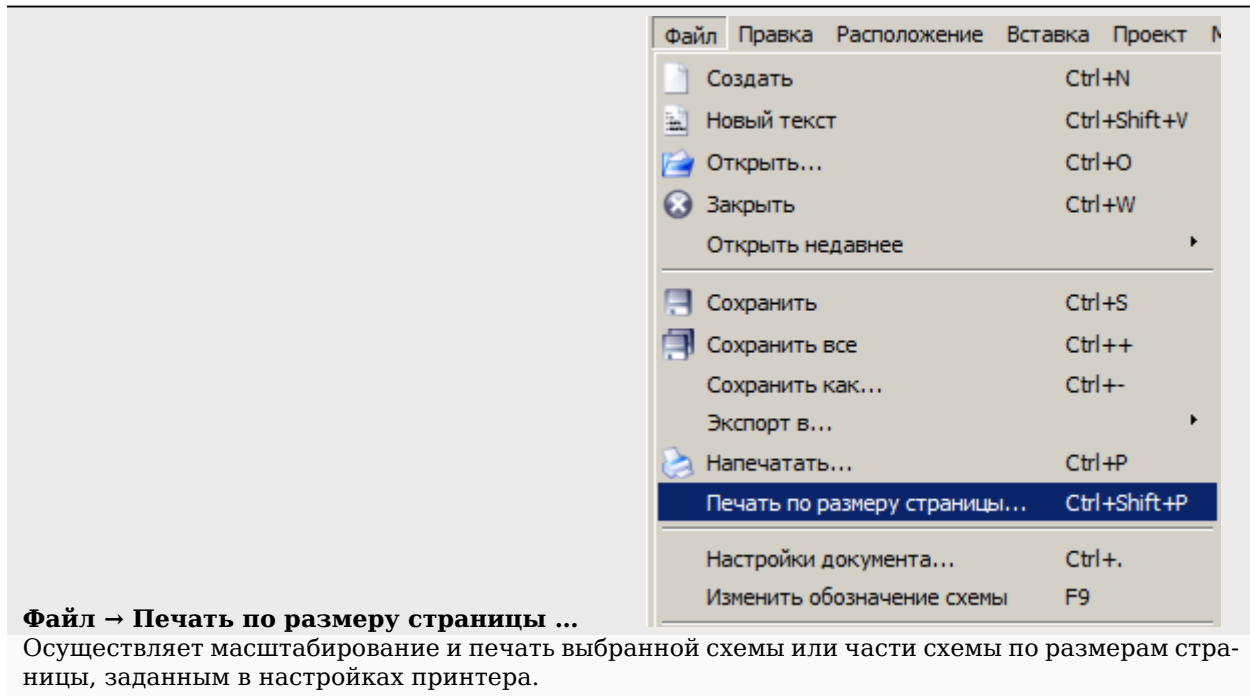 Файл Правка Расположение Вставка Проект
Создать Ctrl+N
Новый текст Ctrl+Shift+V
Открыть... Ctrl+O
Закрыть Ctrl+W
Открыть недавнее
Сохранить Ctrl+S
Сохранить все Ctrl++
Сохранить как... Ctrl+-
Экспорт в...
Напечатать... Ctrl+P
Печать по размеру страницы... Ctrl+Shift+P
Настройки документа... Ctrl+.
Изменить обозначение схемы F9
Файл → Печать по размеру страницы ...
Осуществляет масштабирование и печать выбранной схемы или части схемы по размерам стра-
ницы, заданным в настройках принтера.